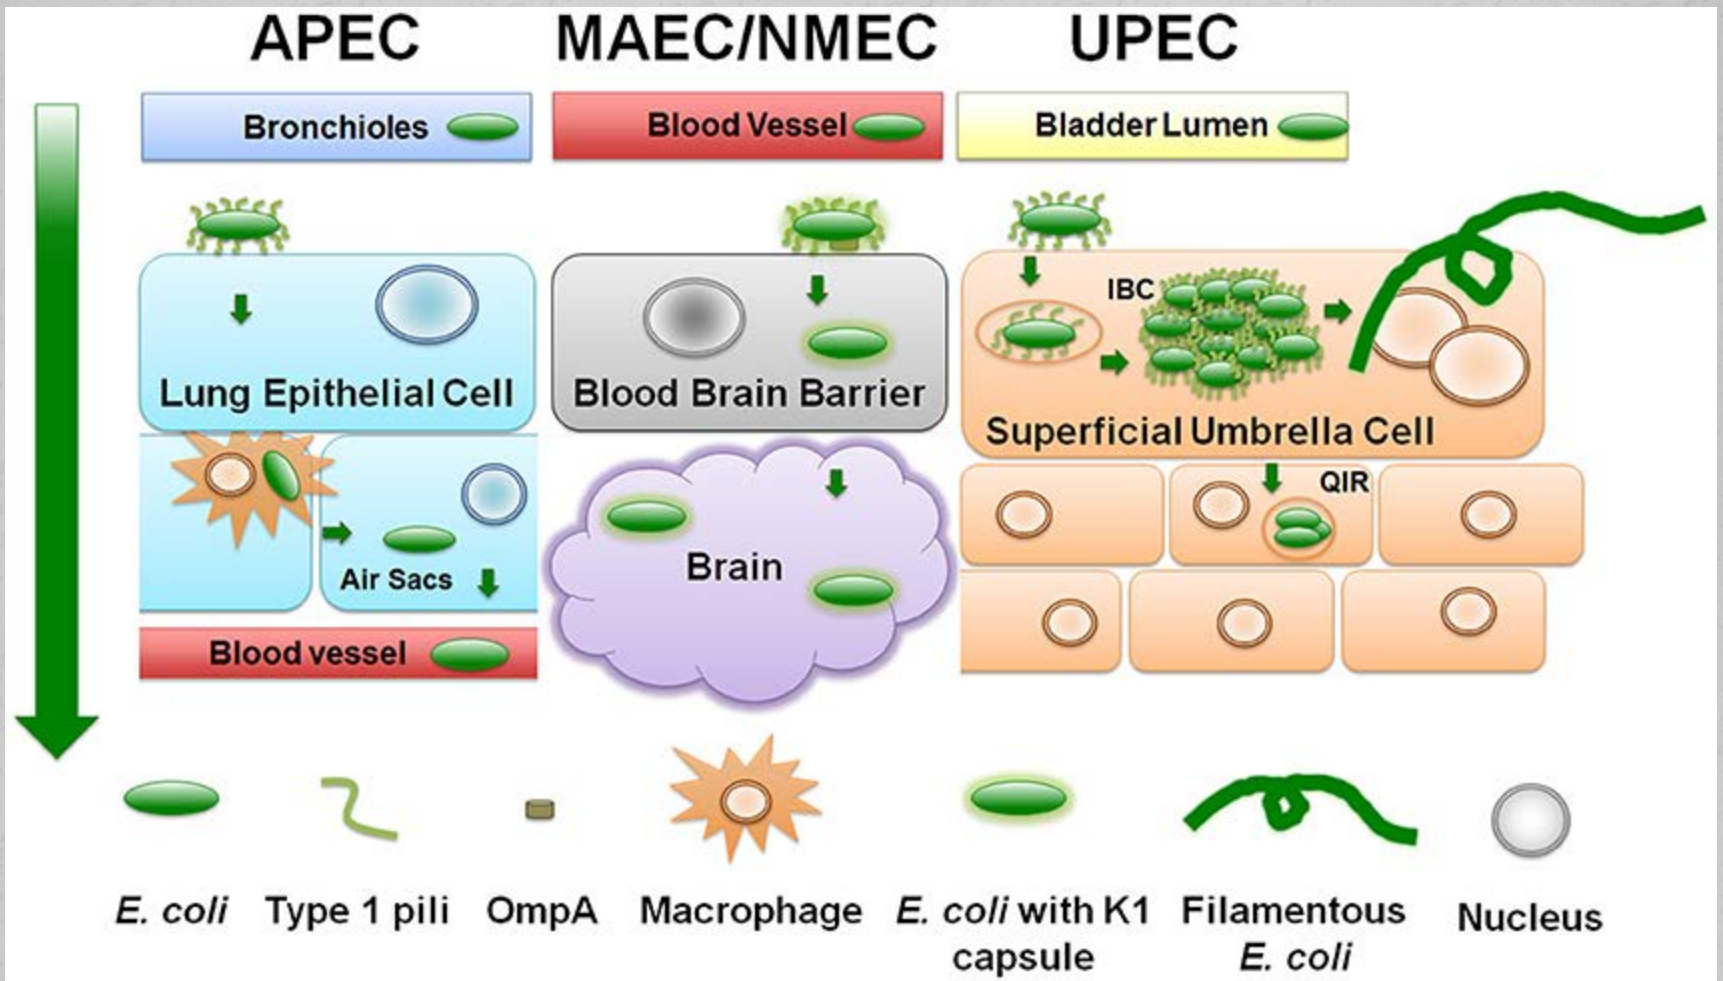 APEC
MAEC/NMEC
UPEC
Bronchioles
Blood Vessel
Bladder Lumen
IBC
Lung Epithelial Cell
Blood Brain Barrier
Superficial Umbrella Cell
QIR
Air Sacs
Brain
Blood vessel
E. coli
Type 1 pili
OmpA
Macrophage
E. coli with K1
capsule
Filamentous
E. coli
Nucleus